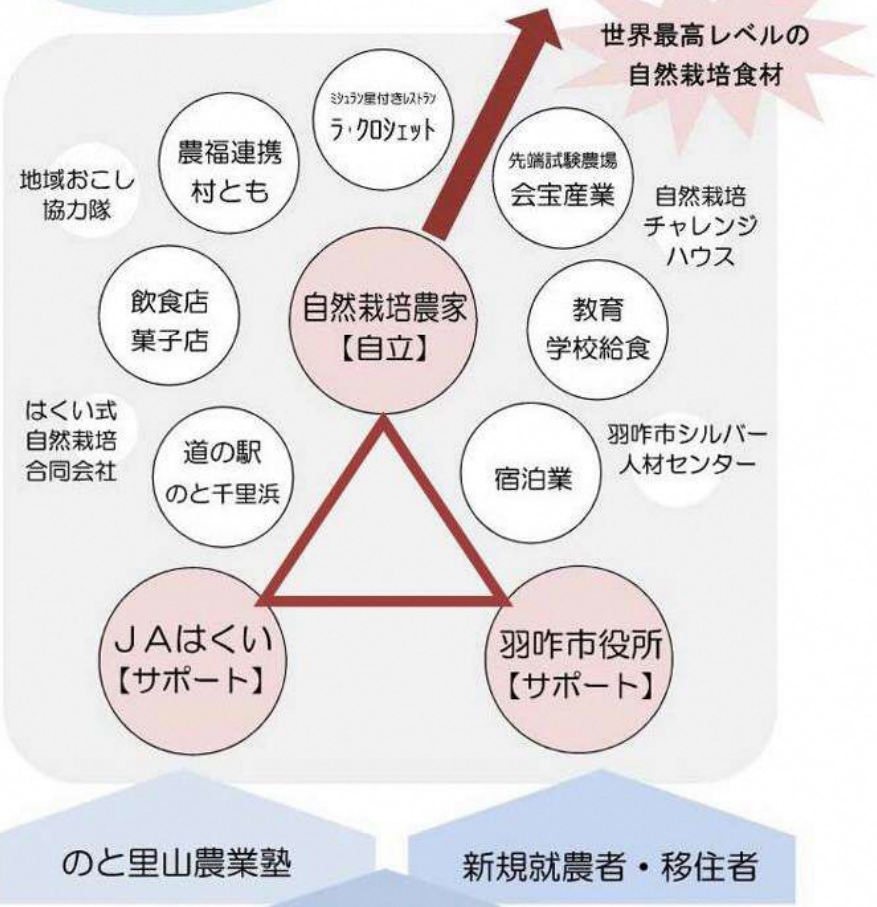 世界最高レベルの
自然栽培食材
ミシュラン星付きレストラン
ラ・クロシェット
農福連携
村とも
先端試験農場
会宝産業
地域おこし
協力隊
自然栽培
チャレンジ
ハウス
飲食店
菓子店
自然栽培農家
【自立】
教育
学校給食
はくい式
自然栽培
合同会社
道の駅
のと千里浜
宿泊業
羽咋市シルバー
人材センター
ＪＡはくい
【サポート】
羽咋市役所
【サポート】
のと里山農業塾
新規就農者・移住者